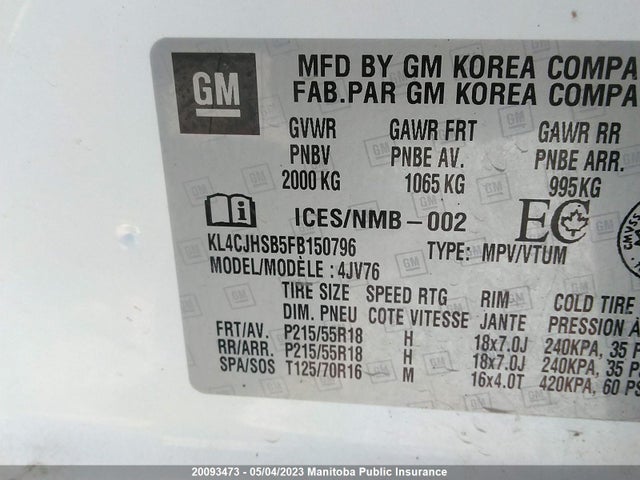 GM
MFD BY GM KOREA COMPA
FAB.PAR GM KOREA COMPA
GVWR GAWR FRT GAWR RR
PNBV PNBE AV. PNBE ARR.
2000 KG 1065 KG 995KG
ICES/NMB-002 EC
KL4CJHSB5FB150796 TYPE: MPV/VTUM
MODEL/MODÈLE : 4JV76
TIRE SIZE SPEED RTG RIM COLD TIRE
DIM. PNEU COTE VITESSE JANTE PRESSION À
FRT/AV. P215/55R18 H 18x7.0J 240KPA, 35
RR/ARR. P215/55R18 H 18x7.0J 240KPA, 35
SPA/SOS T125/70R16 M 16x4.0T 420KPA, 60
20093473 - 05/04/2023 Manitoba Public Insurance